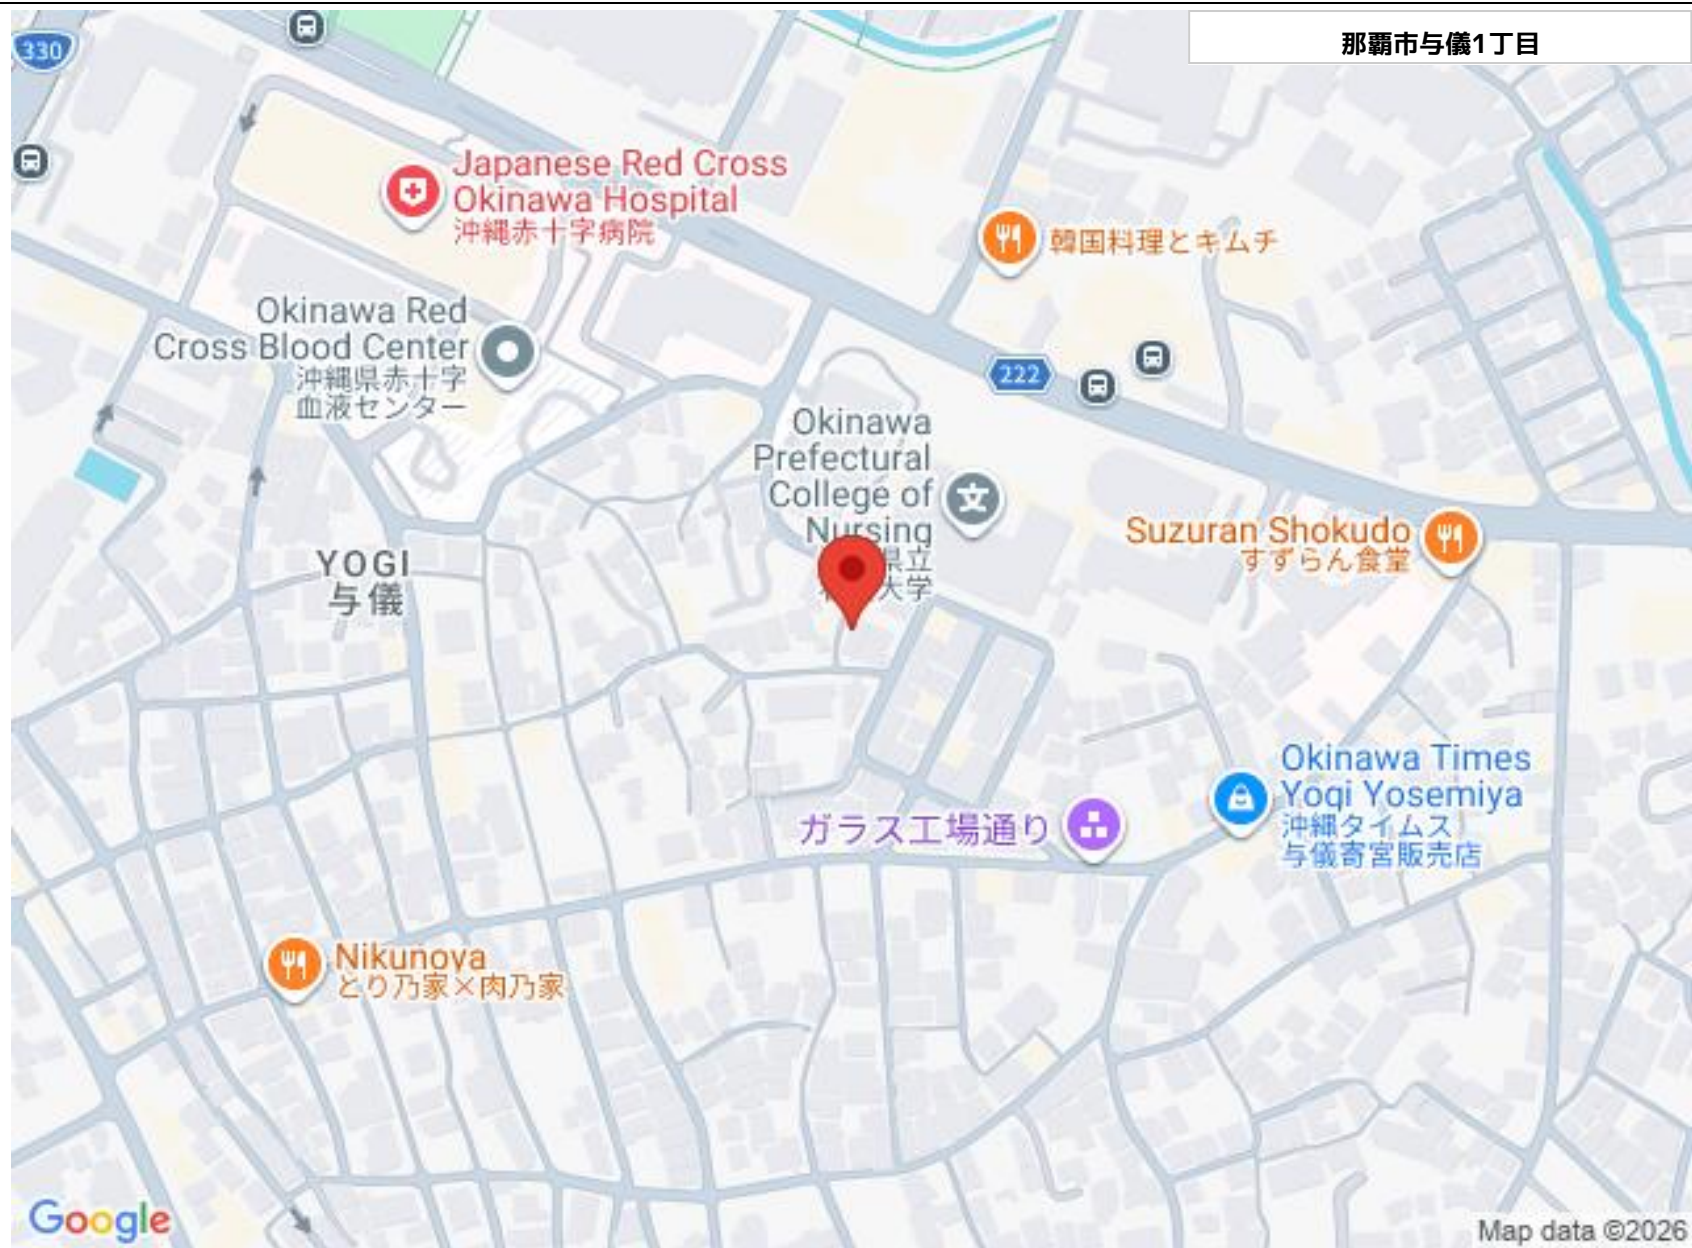 那覇市与儀1丁目
330
Japanese Red Cross
Okinawa Hospital
沖縄赤十字病院
韓国料理とキムチ
Okinawa Red
Cross Blood Center
沖縄県赤十字
血液センター
222
Okinawa
Prefectural
College of
Nursing
県立
大学
文
Suzuran Shokudo
すずらん食堂
YOGI
与儀
Okinawa Times
Yogi Yosemiya
沖縄タイムス
与儀寄宮販売店
ガラス工場通り
Nikunoya
とり乃家×肉乃家
Google
Map data ©2026